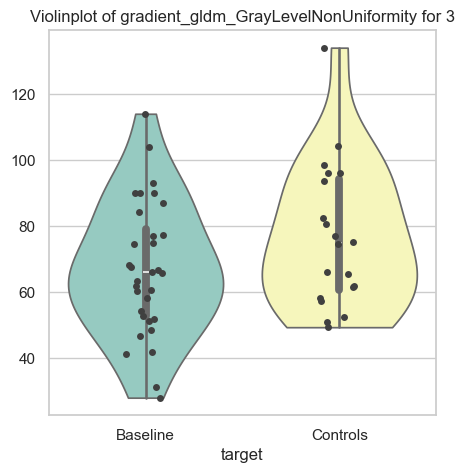 Violinplot of gradient_gldm_GrayLevelNonUniformity for 3
120
100
80
60
40
Baseline
Controls
target